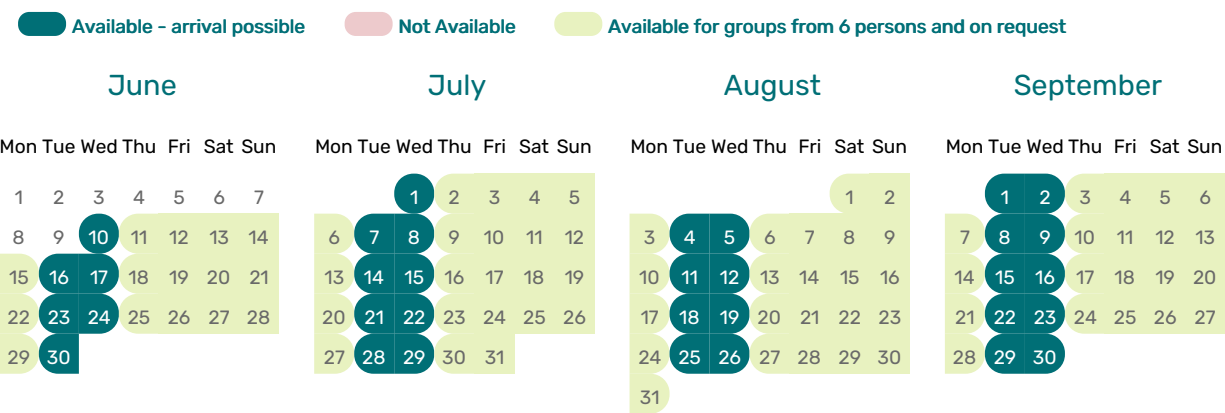 Available - arrival possible Not Available Available for groups from 6 persons and on request
June July August September
Mon Tue Wed Thu Fri Sat Sun Mon Tue Wed Thu Fri Sat Sun Mon Tue Wed Thu Fri Sat Sun Mon Tue Wed Thu Fri Sat Sun
1 2 3 4 5 6 7 1 2 3 4 5 1 2 1 2 3 4 5 6
8 9 10 11 12 13 14 6 7 8 9 10 11 12 3 4 5 6 7 8 9 7 8 9 10 11 12 13
15 16 17 18 19 20 21 13 14 15 16 17 18 19 10 11 12 13 14 15 16 14 15 16 17 18 19 20
22 23 24 25 26 27 28 20 21 22 23 24 25 26 17 18 19 20 21 22 23 21 22 23 24 25 26 27
29 30 27 28 29 30 31 24 25 26 27 28 29 30 28 29 30
31